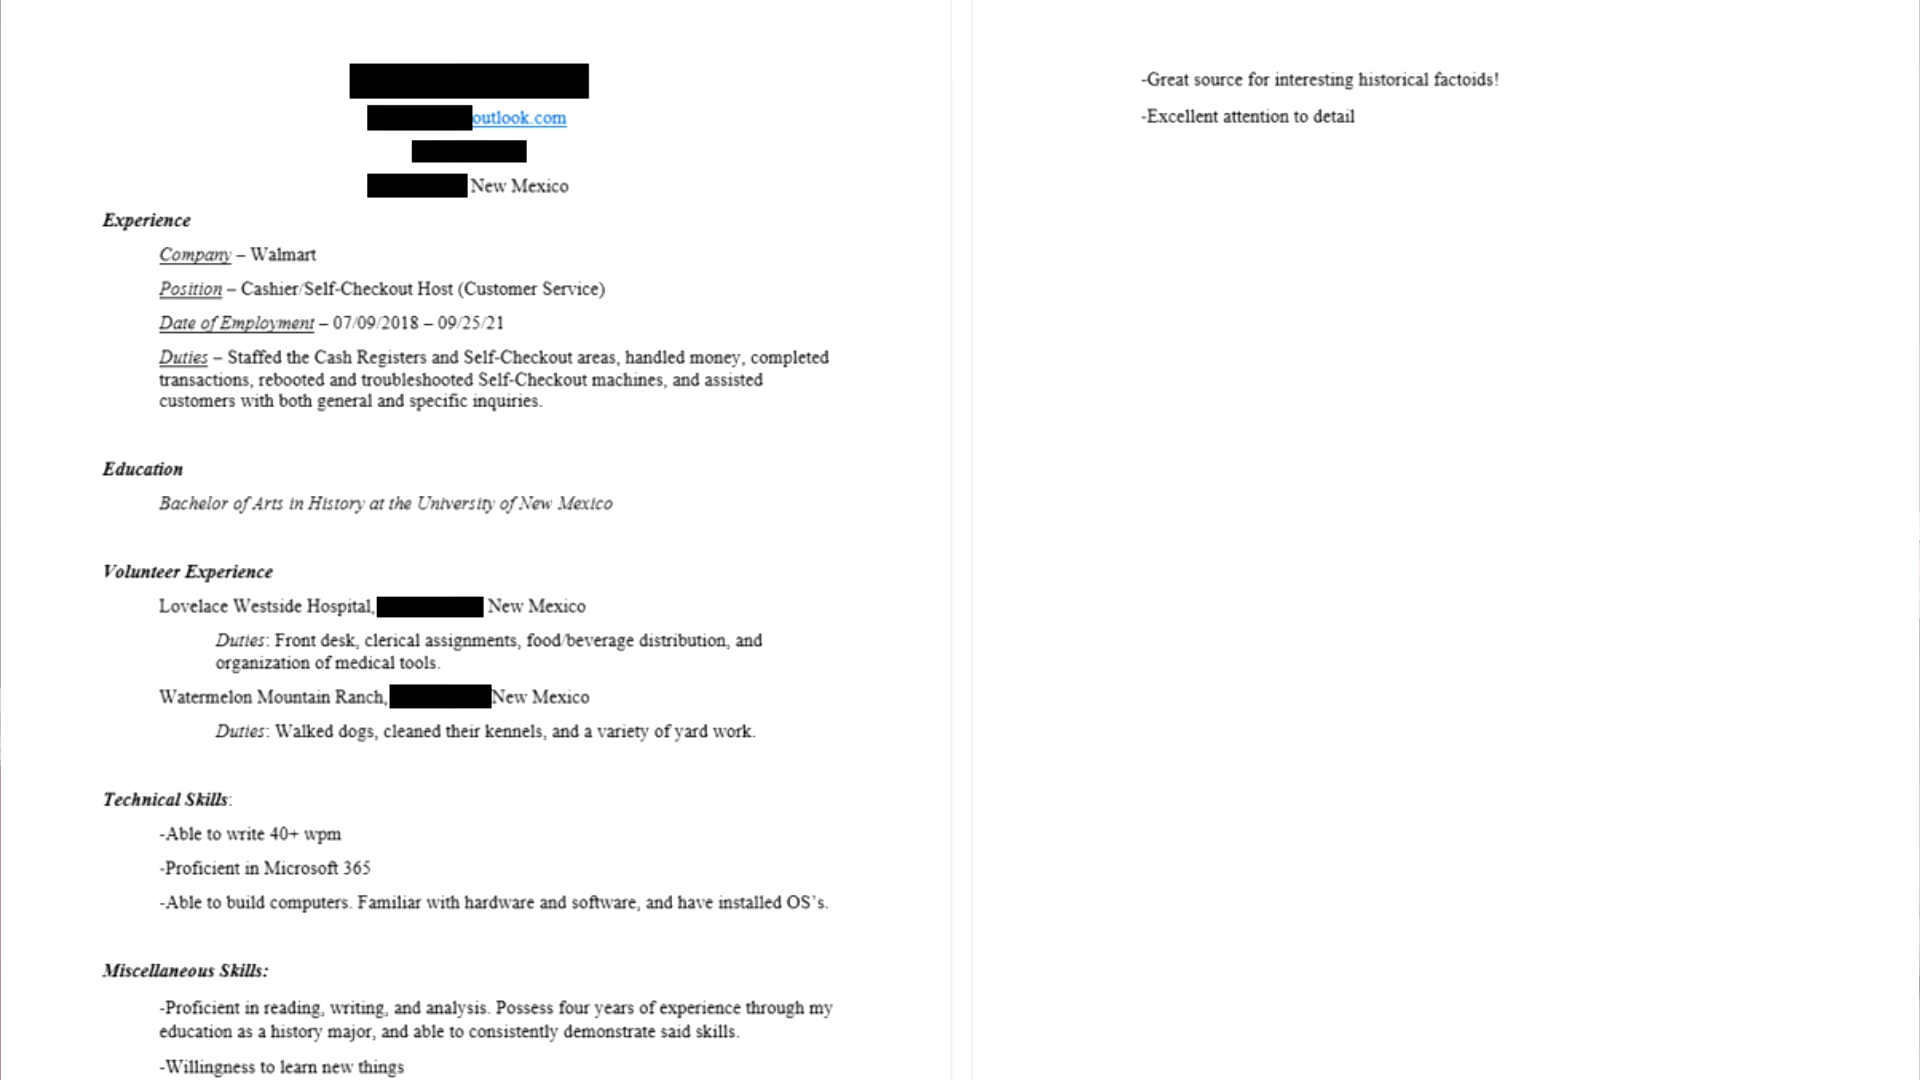 outlook.com
New Mexico
Experience
Company – Walmart
Position – Cashier/Self-Checkout Host (Customer Service)
Date of Employment – 07/09/2018 – 09/25/21
Duties – Staffed the Cash Registers and Self-Checkout areas, handled money, completed
transactions, rebooted and troubleshooted Self-Checkout machines, and assisted
customers with both general and specific inquiries.
Education
Bachelor of Arts in History at the University of New Mexico
Volunteer Experience
Lovelace Westside Hospital, New Mexico
Duties: Front desk, clerical assignments, food/beverage distribution, and
organization of medical tools.
Watermelon Mountain Ranch, New Mexico
Duties: Walked dogs, cleaned their kennels, and a variety of yard work.
Technical Skills:
-Able to write 40+ wpm
-Proficient in Microsoft 365
-Able to build computers. Familiar with hardware and software, and have installed OS's.
Miscellaneous Skills:
-Proficient in reading, writing, and analysis. Possess four years of experience through my
education as a history major, and able to consistently demonstrate said skills.
-Willingness to learn new things
-Great source for interesting historical factoids!
-Excellent attention to detail